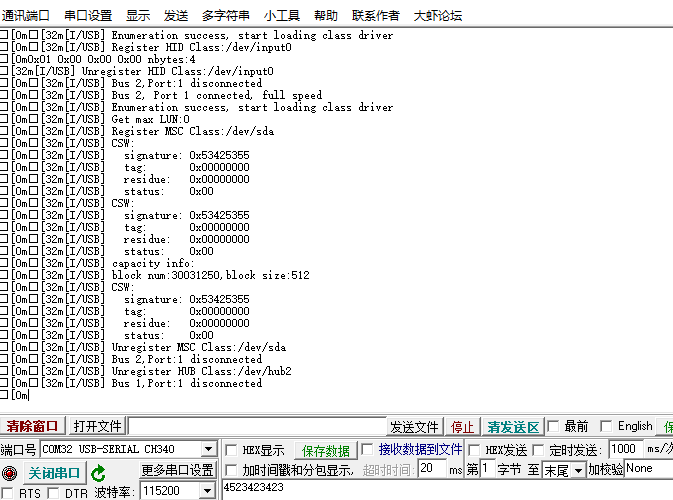 通讯端口 串口设置 显示 发送 多字符串 小工具 帮助 联系作者 大虾论坛
[0m[32m[I/USB] Enumeration success, start loading class driver
[0m[32m[I/USB] Register HID Class:/dev/input0
[0m0x01 0x00 0x00 0x00 nbytes:4
[32m[I/USB] Unregister HID Class:/dev/input0
[0m[32m[I/USB] Bus 2,Port:1 disconnected
[0m[32m[I/USB] Bus 2, Port 1 connected, full speed
[0m[32m[I/USB] Enumeration success, start loading class driver
[0m[32m[I/USB] Get max LUN:0
[0m[32m[I/USB] Register MSC Class:/dev/sda
[0m[32m[I/USB] CSW:
[0m[32m[I/USB] signature: 0x53425355
[0m[32m[I/USB] tag: 0x00000000
[0m[32m[I/USB] residue: 0x00000000
[0m[32m[I/USB] status: 0x00
[0m[32m[I/USB] CSW:
[0m[32m[I/USB] signature: 0x53425355
[0m[32m[I/USB] tag: 0x00000000
[0m[32m[I/USB] residue: 0x00000000
[0m[32m[I/USB] status: 0x00
[0m[32m[I/USB] capacity info:
[0m[32m[I/USB] block num:30031250,block size:512
[0m[32m[I/USB] CSW:
[0m[32m[I/USB] signature: 0x53425355
[0m[32m[I/USB] tag: 0x00000000
[0m[32m[I/USB] residue: 0x00000000
[0m[32m[I/USB] status: 0x00
[0m[32m[I/USB] Unregister MSC Class:/dev/sda
[0m[32m[I/USB] Bus 2,Port:1 disconnected
[0m[32m[I/USB] Unregister HUB Class:/dev/hub2
[0m[32m[I/USB] Bus 1,Port:1 disconnected
[0m
清除窗口 打开文件 发送文件 停止 清发送区 最前 English
端口号 COM32 USB-SERIAL CH340 HEX显示 保存数据 接收数据到文件 HEX发送 定时发送: 1000 ms/次
关闭串口 更多串口设置 加时间戳和分包显示, 超时时间: 20 ms 第1 字节 至 末尾 加校验 None
RTS DTR 波特率: 115200 4523423423